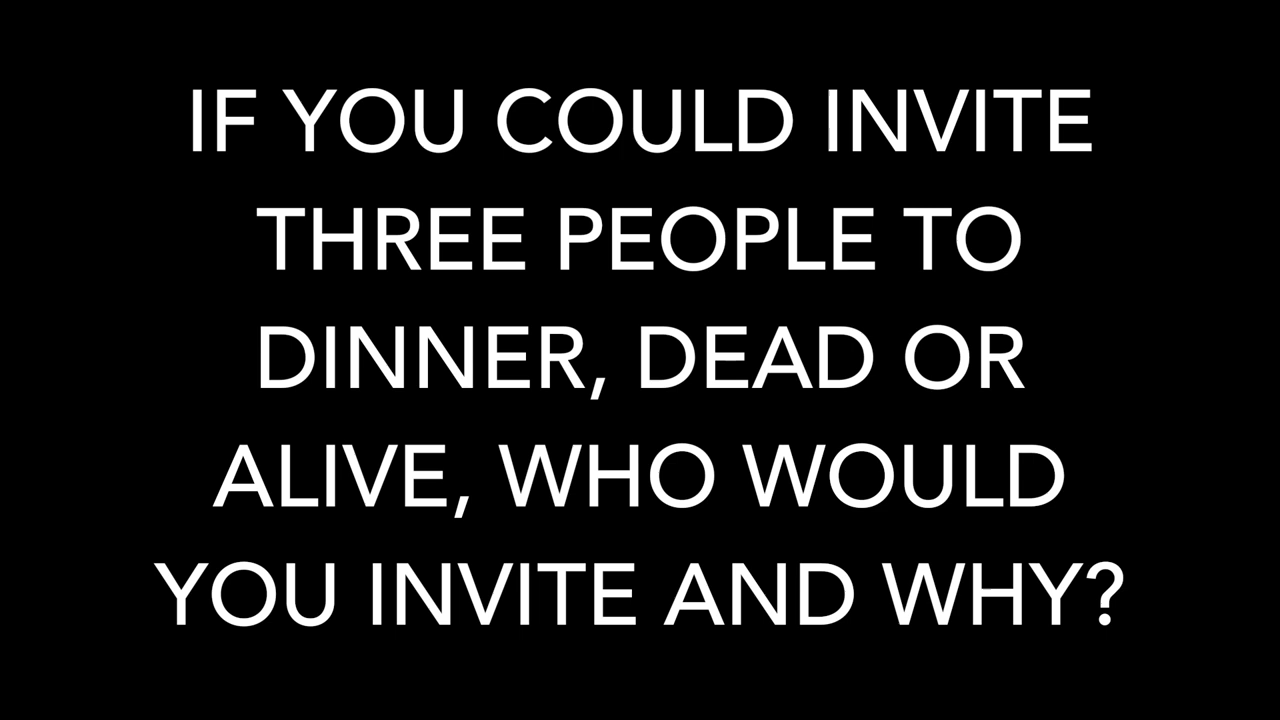 IF YOU COULD INVITE
THREE PEOPLE TO
DINNER, DEAD OR
ALIVE, WHO WOULD
YOU INVITE AND WHY?